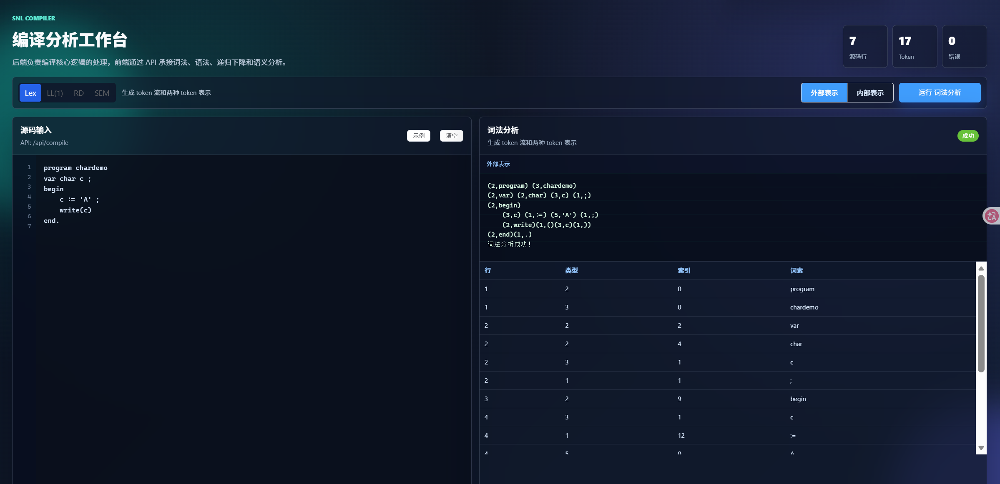 SNL COMPILER
编译分析工作台
后端负责编译核心逻辑的处理，前端通过 API 承接词法、语法、递归下降和语义分析。
7
源码行
17
Token
0
错误
Lex LL(1) RD SEM 生成 token 流和两种 token 表示
外部表示 内部表示 运行 词法分析
源码输入
API: /api/compile
示例 清空
1 program chardemo
2 var char c ;
3 begin
4 c := 'A' ;
5 write(c)
6 end.
7
词法分析
生成 token 流和两种 token 表示
成功
外部表示
(2,program) (3,chardemo)
(2,var) (2,char) (3,c) (1,;)
(2,begin)
(3,c) (1,:=) (5,'A') (1,;)
(2,write)(1,()(3,c)(1,))
(2,end)(1,.)
词法分析成功！
行 类型 索引 词素
1 2 0 program
1 3 0 chardemo
2 2 2 var
2 2 4 char
2 3 1 c
2 1 1 ;
3 2 9 begin
4 3 1 c
4 1 12 :=
4 5 0 A